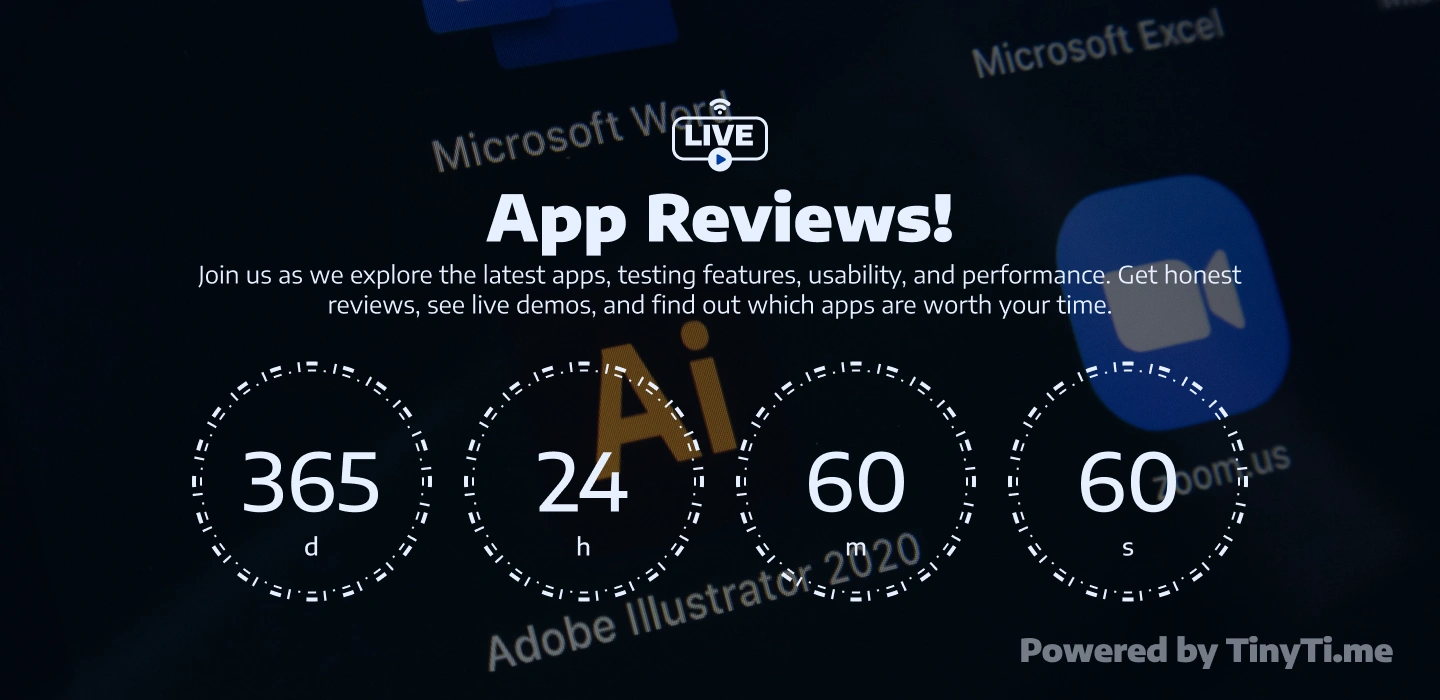 Microsoft Excel
Microsoft Word
LIVE
App Reviews!
Join us as we explore the latest apps, testing features, usability, and performance. Get honest
reviews, see live demos, and find out which apps are worth your time.
Ai
365
24
60
60
zoom.us
d
h
m
s
Adobe Illustrator 2020
Powered by TinyTi.me